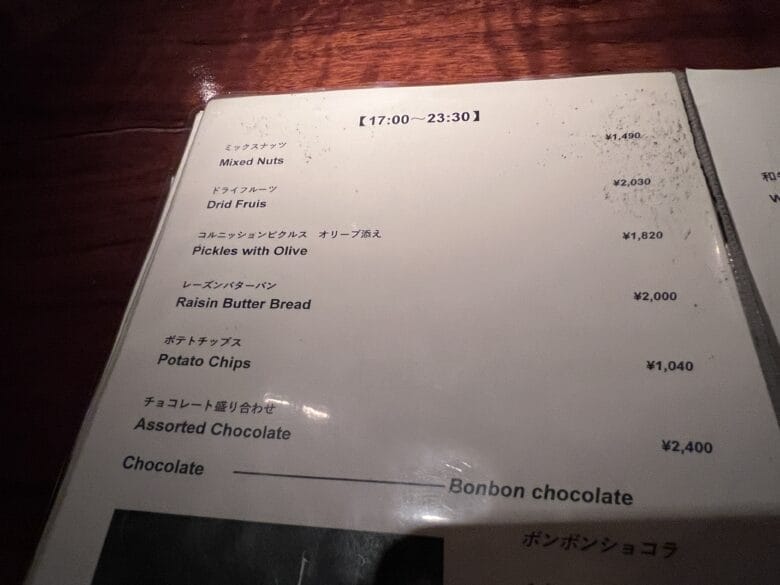 【17:00～23:30】
ミックスナッツ
Mixed Nuts ¥1,490
ドライフルーツ
Drid Fruis ¥2,030
コルニッションピクルス　オリーブ添え
Pickles with Olive ¥1,820
レーズンバターパン
Raisin Butter Bread ¥2,000
ポテトチップス
Potato Chips ¥1,040
チョコレート盛り合わせ
Assorted Chocolate ¥2,400
Chocolate
Bonbon chocolate
ボンボンショコラ